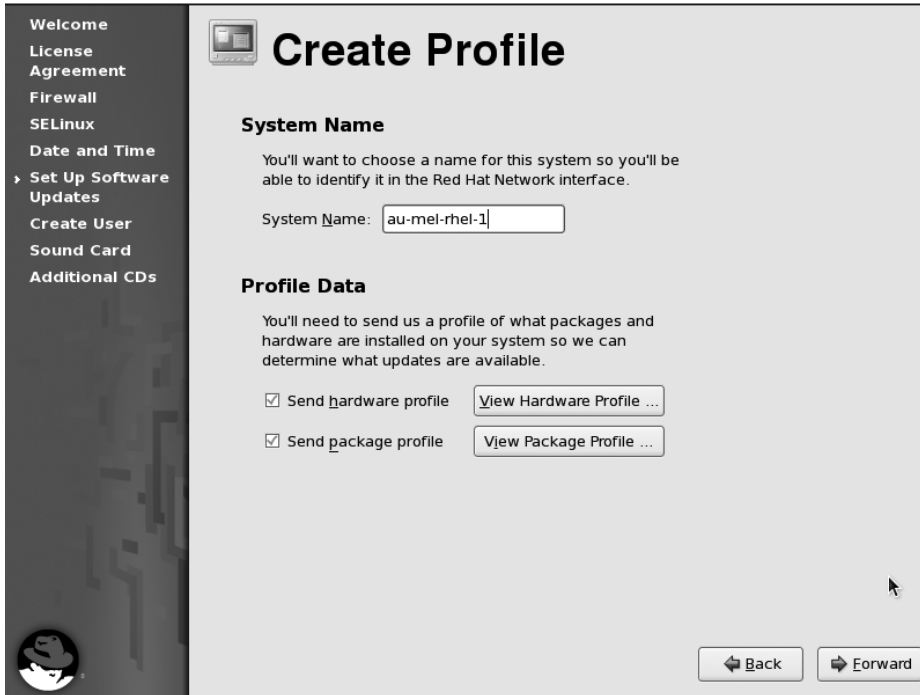 Welcome
License
Agreement
Firewall
SELinux
Date and Time
Set Up Software
Updates
Create User
Sound Card
Additional CDs
Create Profile
System Name
You'll want to choose a name for this system so you'll be
able to identify it in the Red Hat Network interface.
System Name: au-mel-rhel-1
Profile Data
You'll need to send us a profile of what packages and
hardware are installed on your system so we can
determine what updates are available.
Send hardware profile View Hardware Profile ...
Send package profile View Package Profile ...
Back Forward